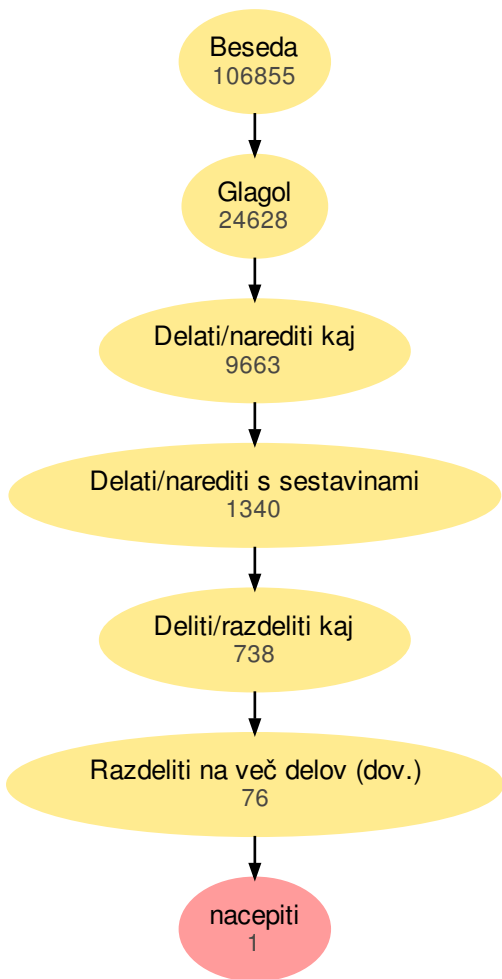 Beseda
106855
Glagol
24628
Delati/narediti kaj
9663
Delati/narediti s sestavinami
1340
Deliti/razdeliti kaj
738
Razdeliti na več delov (dov.)
76
nacepiti
1